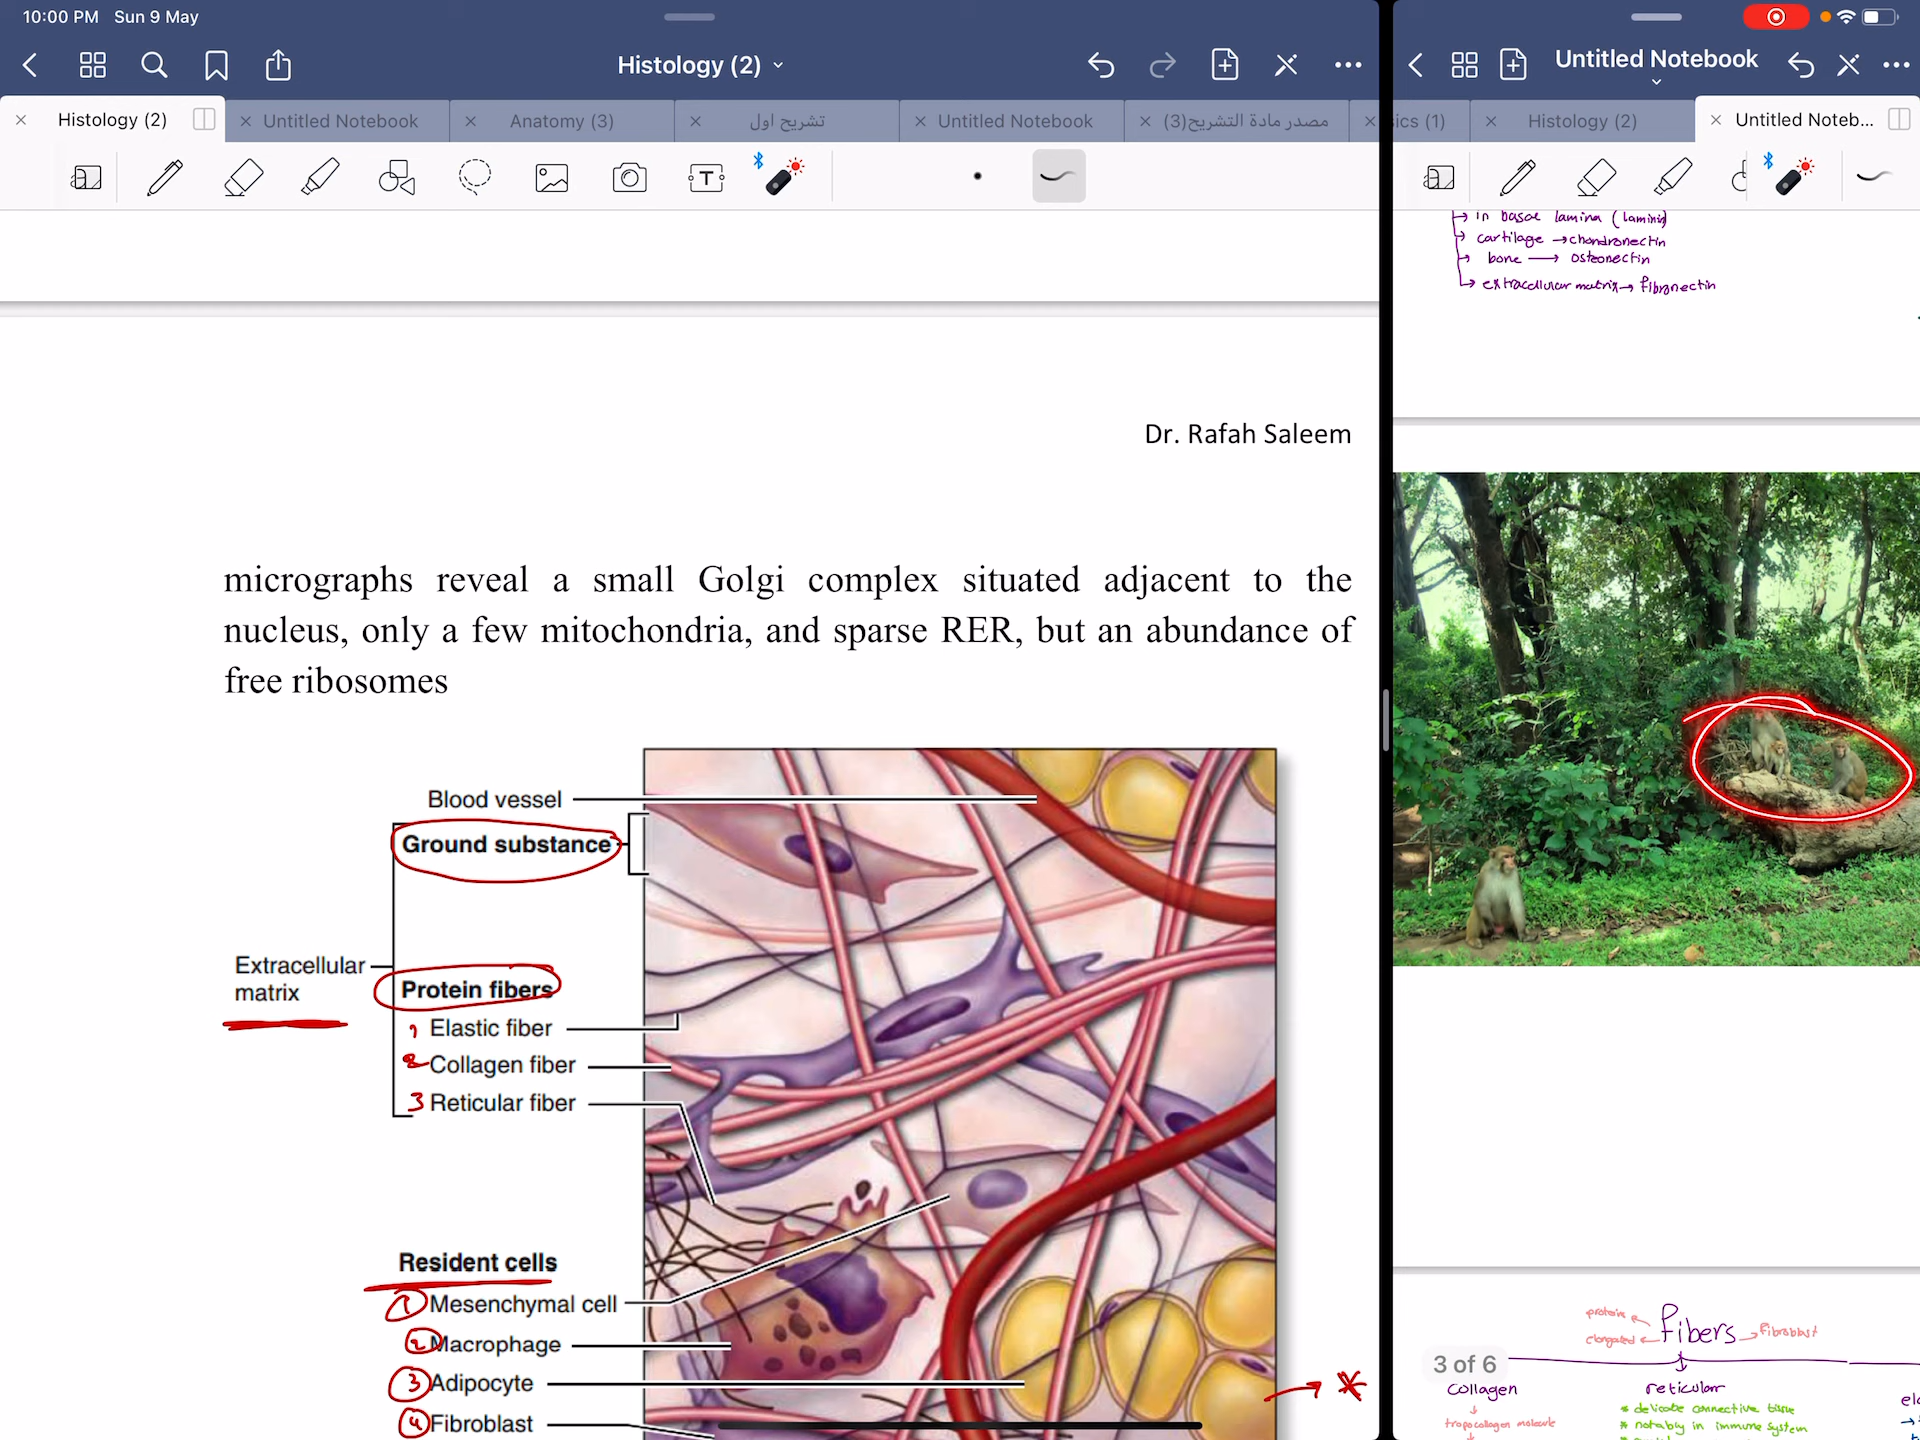 10:00 PM Sun 9 May
Histology (2)
Untitled Notebook
Histology (2)
Untitled Notebook
Anatomy (3)
تشريح اول
Untitled Notebook
مصدر مادة التشريح(3)
ics (1)
Histology (2)
Untitled Noteb...
T
in basal lamina (laminin)
cartilage → chondronectin
bone → osteonectin
extracellular matrix → fibronectin
Dr. Rafah Saleem
micrographs reveal a small Golgi complex situated adjacent to the
nucleus, only a few mitochondria, and sparse RER, but an abundance of
free ribosomes
Blood vessel
Ground substance
Extracellular
matrix
Protein fibers
1 Elastic fiber
2 Collagen fiber
3 Reticular fiber
Resident cells
1 Mesenchymal cell
2 Macrophage
3 Adipocyte
4 Fibroblast
proteins
elongated
fibers
fibroblast
3 of 6
collagen
tropocollagen molecule
reticular
* delicate connective tissue
* notably in immune system